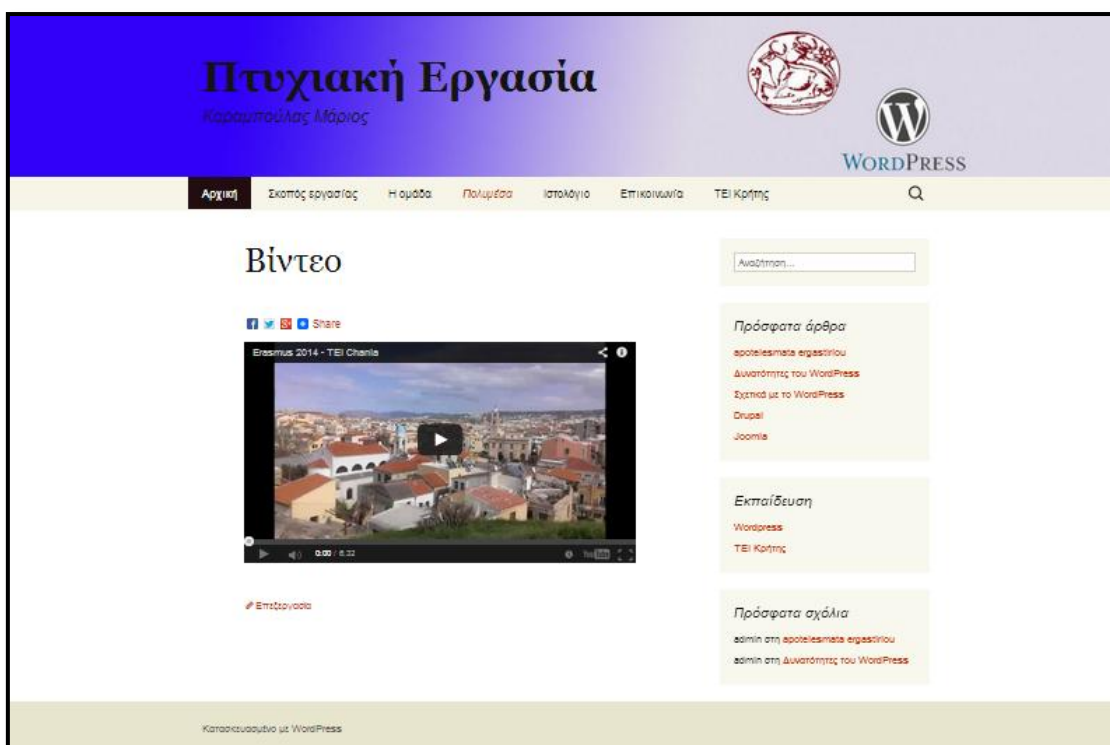 Πτυχιακή Εργασία
Καραμπούλας Μάριος
WORDPRESS
Αρχική Σκοπός εργασίας Η ομάδα Πολυμέσα Ιστολόγιο Επικοινωνία ΤΕΙ Κρήτης
Βίντεο
Share
Erasmus 2014 - TEI Chania
0:00 / 6:32
YouTube
Επεξεργασία
Αναζήτηση...
Πρόσφατα άρθρα
apotelesmata ergastiriou
Δυνατότητες του WordPress
Σχετικά με το WordPress
Drupal
Joomla
Εκπαίδευση
Wordpress
ΤΕΙ Κρήτης
Πρόσφατα σχόλια
admin στη apotelesmata ergastiriou
admin στη Δυνατότητες του WordPress
Κατασκευασμένο με WordPress